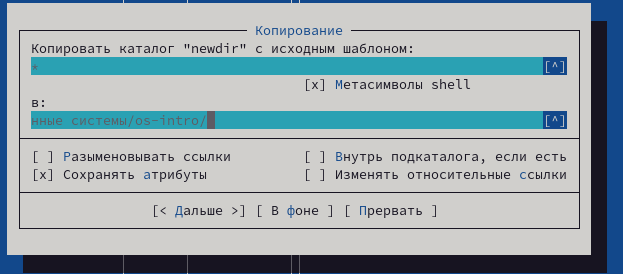 Копирование
Копировать каталог "newdir" с исходным шаблоном:
* [^]
[x] Метасимволы shell
в:
нные системы/os-intro/ [^]
[ ] Разыменовывать ссылки [ ] Внутрь подкаталога, если есть
[x] Сохранять атрибуты [ ] Изменять относительные ссылки
[< Дальше >] [ В фоне ] [ Прервать ]